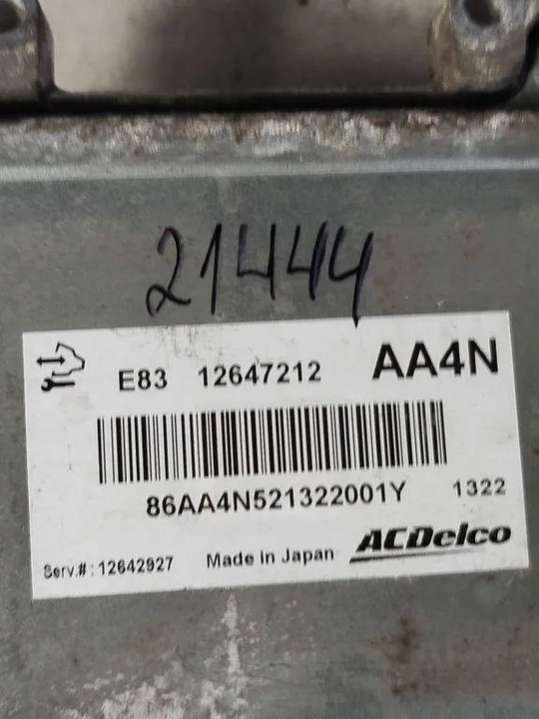 21444
E83 12647212 AA4N
86AA4N521322001Y 1322
Serv.#: 12642927 Made in Japan ACDelco